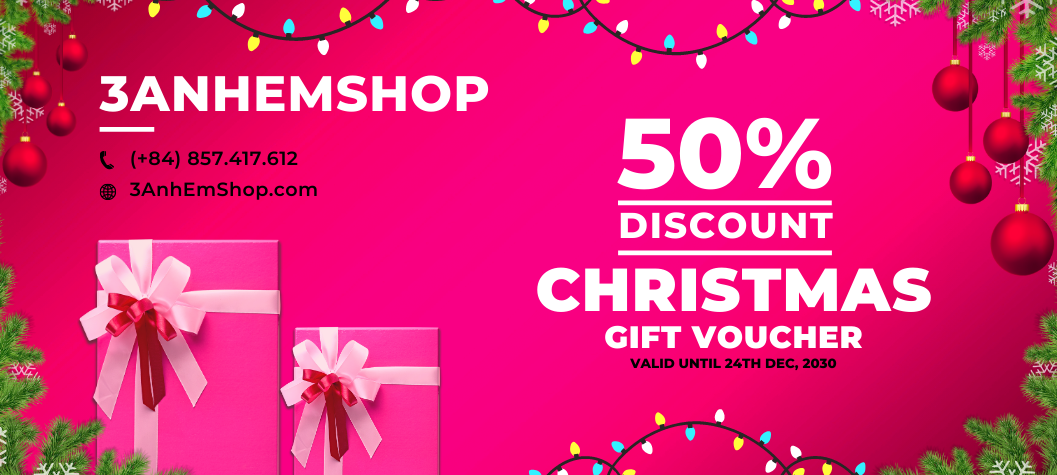 3ANHEMSHOP
(+84) 857.417.612
3AnhEmShop.com
50%
DISCOUNT
CHRISTMAS
GIFT VOUCHER
VALID UNTIL 24TH DEC, 2030